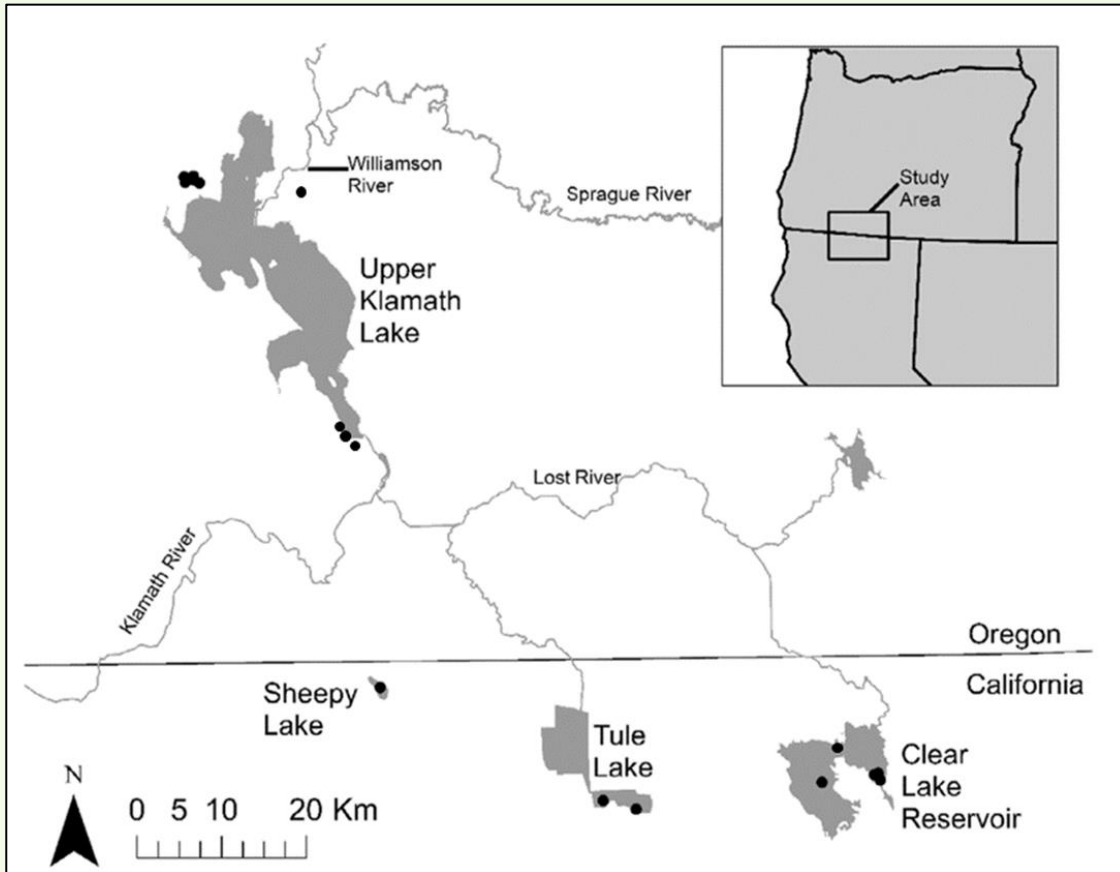 Williamson
River
Sprague River
Study
Area
Upper
Klamath
Lake
Lost River
Klamath River
Oregon
California
Sheepy
Lake
Tule
Lake
Clear
Lake
Reservoir
N
0 5 10 20 Km